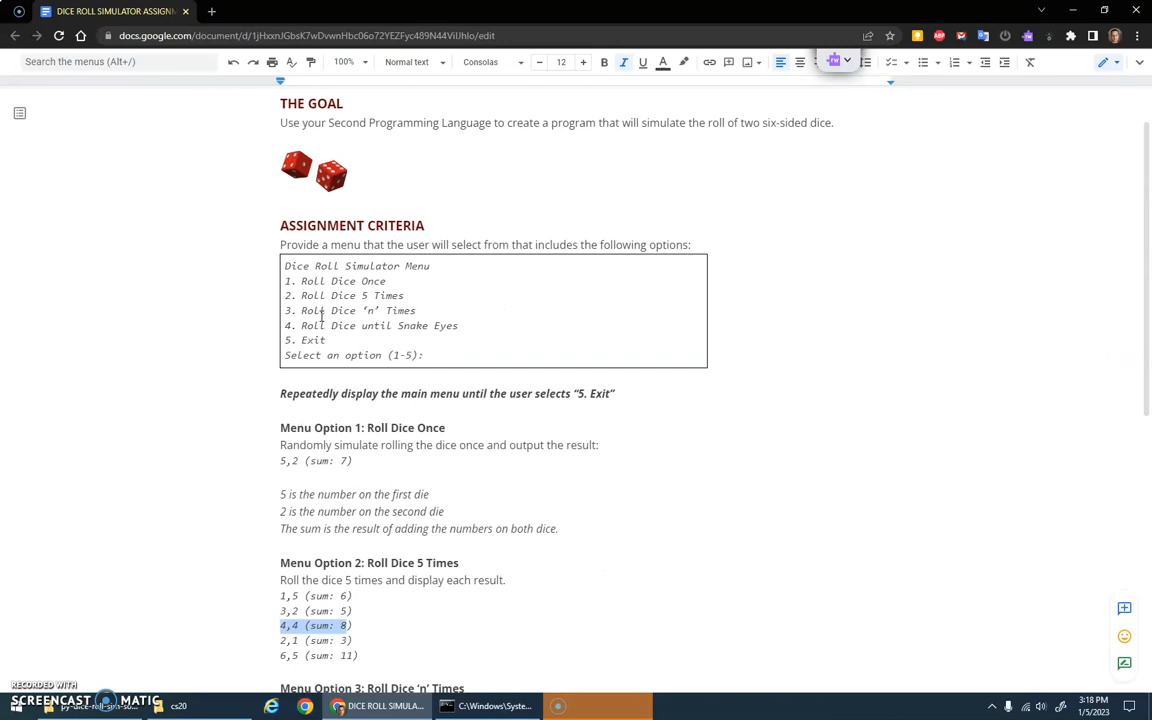 DICE ROLL SIMULATOR ASSIGNM
docs.google.com/document/d/1jHxxnJGbsK7wDvwnHbc06o72YEZFyc489N44ViIJhlo/edit
Search the menus (Alt+/)
100%
Normal text
Consolas
12
THE GOAL
Use your Second Programming Language to create a program that will simulate the roll of two six-sided dice.
ASSIGNMENT CRITERIA
Provide a menu that the user will select from that includes the following options:
Dice Roll Simulator Menu
1. Roll Dice Once
2. Roll Dice 5 Times
3. Roll Dice ‘n’ Times
4. Roll Dice until Snake Eyes
5. Exit
Select an option (1-5):
Repeatedly display the main menu until the user selects “5. Exit”
Menu Option 1: Roll Dice Once
Randomly simulate rolling the dice once and output the result:
5,2 (sum: 7)
5 is the number on the first die
2 is the number on the second die
The sum is the result of adding the numbers on both dice.
Menu Option 2: Roll Dice 5 Times
Roll the dice 5 times and display each result.
1,5 (sum: 6)
3,2 (sum: 5)
4,4 (sum: 8)
2,1 (sum: 3)
6,5 (sum: 11)
Menu Option 3: Roll Dice ‘n’ Times
RECORDED WITH
SCREENCAST MATIC
cs20
DICE ROLL SIMULA...
C:\Windows\Syste...
3:18 PM
1/5/2023